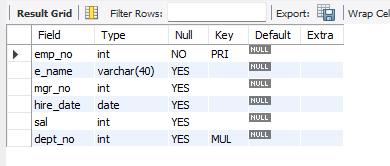 Result Grid Filter Rows: Export: Wrap Cel
Field Type Null Key Default Extra
emp_no int NO PRI NULL
e_name varchar(40) YES NULL
mgr_no int YES NULL
hire_date date YES NULL
sal int YES NULL
dept_no int YES MUL NULL